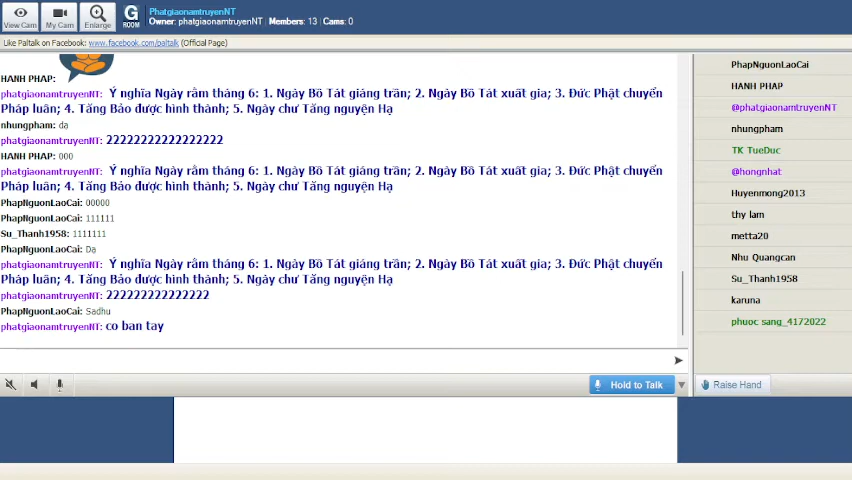 PhatgiaonamtruyenNT
Owner: phatgiaonamtruyenNT | Members: 13 | Cams: 0
View Cam
My Cam
Enlarge
G
ROOM
Like Paltalk on Facebook: www.facebook.com/paltalk (Official Page)
HANH PHAP:
phatgiaonamtruyenNT: Ý nghĩa Ngày rằm tháng 6: 1. Ngày Bồ Tát giáng trần; 2. Ngày Bồ Tát xuất gia; 3. Đức Phật chuyển
Pháp luân; 4. Tăng Bảo được hình thành; 5. Ngày chư Tăng nguyện Hạ
nhungpham: dạ
phatgiaonamtruyenNT: 22222222222222222
HANH PHAP: 000
phatgiaonamtruyenNT: Ý nghĩa Ngày rằm tháng 6: 1. Ngày Bồ Tát giáng trần; 2. Ngày Bồ Tát xuất gia; 3. Đức Phật chuyển
Pháp luân; 4. Tăng Bảo được hình thành; 5. Ngày chư Tăng nguyện Hạ
PhapNguonLaoCai: 00000
PhapNguonLaoCai: 111111
Su_Thanh1958: 1111111
PhapNguonLaoCai: Dạ
phatgiaonamtruyenNT: Ý nghĩa Ngày rằm tháng 6: 1. Ngày Bồ Tát giáng trần; 2. Ngày Bồ Tát xuất gia; 3. Đức Phật chuyển
Pháp luân; 4. Tăng Bảo được hình thành; 5. Ngày chư Tăng nguyện Hạ
phatgiaonamtruyenNT: 222222222222222
PhapNguonLaoCai: Sadhu
phatgiaonamtruyenNT: co ban tay
Hold to Talk
PhapNguonLaoCai
HANH PHAP
@phatgiaonamtruyenNT
nhungpham
TK TueDuc
@hongnhat
Huyenmong2013
thy lam
metta20
Nhu Quangcan
Su_Thanh1958
karuna
phuoc sang_4172022
Raise Hand